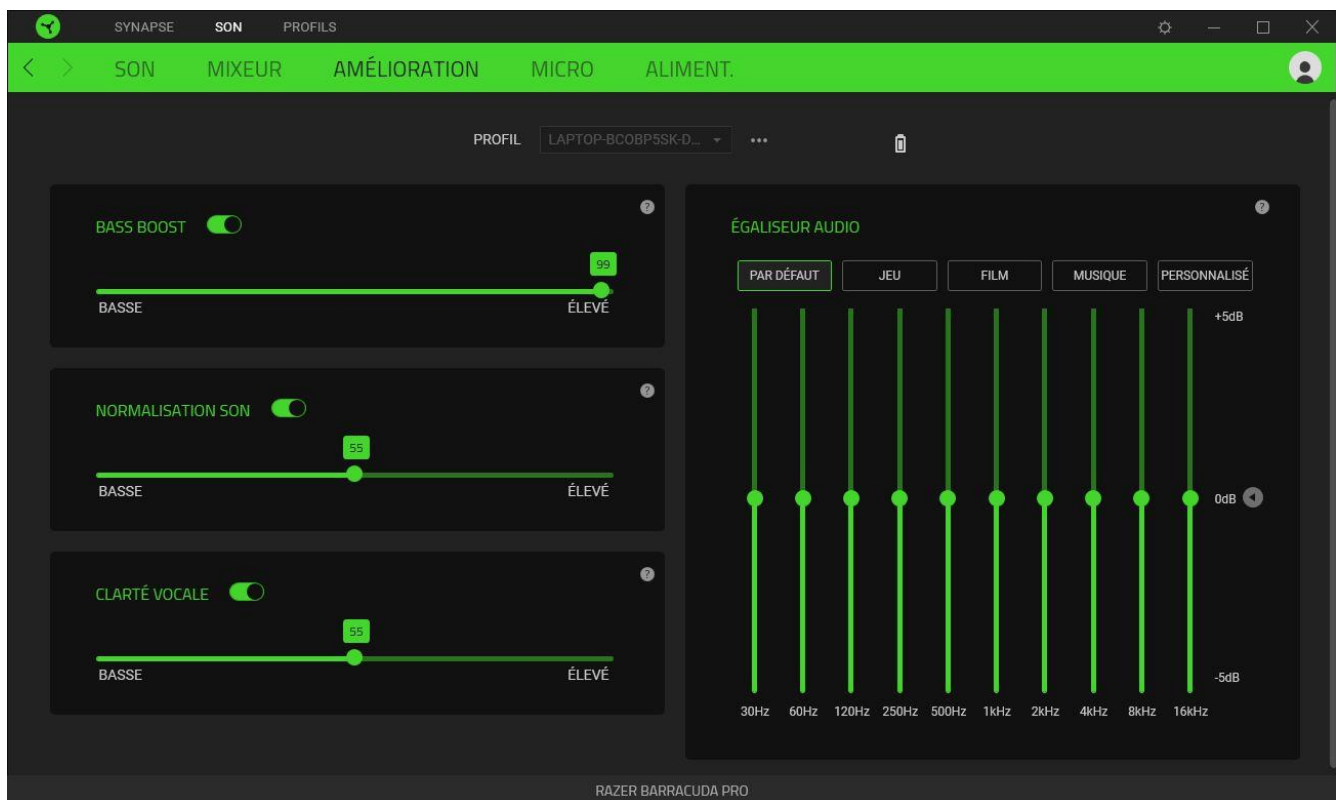 SYNAPSE SON PROFILS
SON MIXEUR AMÉLIORATION MICRO ALIMENT.
PROFIL LAPTOP-BCOBP5SK-D... •••
BASS BOOST
99
BASSE ÉLEVÉ
NORMALISATION SON
55
BASSE ÉLEVÉ
CLARTÉ VOCALE
55
BASSE ÉLEVÉ
ÉGALISEUR AUDIO
PAR DÉFAUT JEU FILM MUSIQUE PERSONNALISÉ
+5dB
0dB
-5dB
30Hz 60Hz 120Hz 250Hz 500Hz 1kHz 2kHz 4kHz 8kHz 16kHz
RAZER BARRACUDA PRO